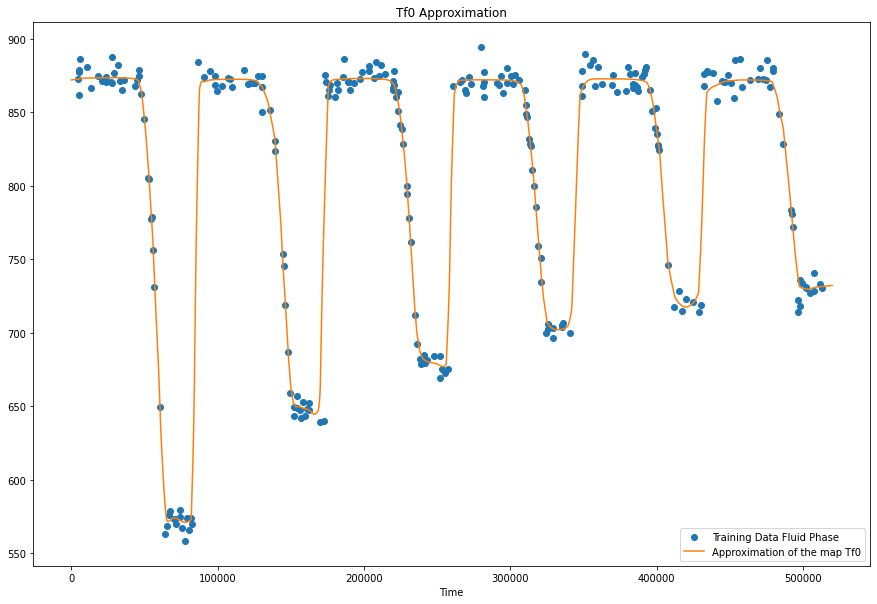 Tf0 Approximation
900
850
800
750
700
650
600
550
0 100000 200000 300000 400000 500000
Time
Training Data Fluid Phase
Approximation of the map Tf0